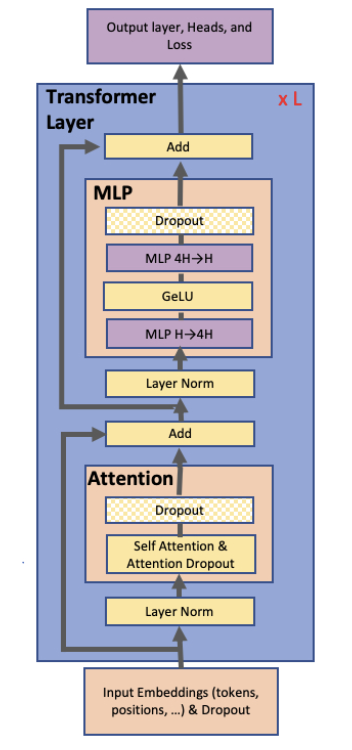 Output layer, Heads, and
Loss
Transformer
Layer
x L
Add
MLP
Dropout
MLP 4H→H
GeLU
MLP H→4H
Layer Norm
Add
Attention
Dropout
Self Attention &
Attention Dropout
Layer Norm
Input Embeddings (tokens,
positions, ...) & Dropout